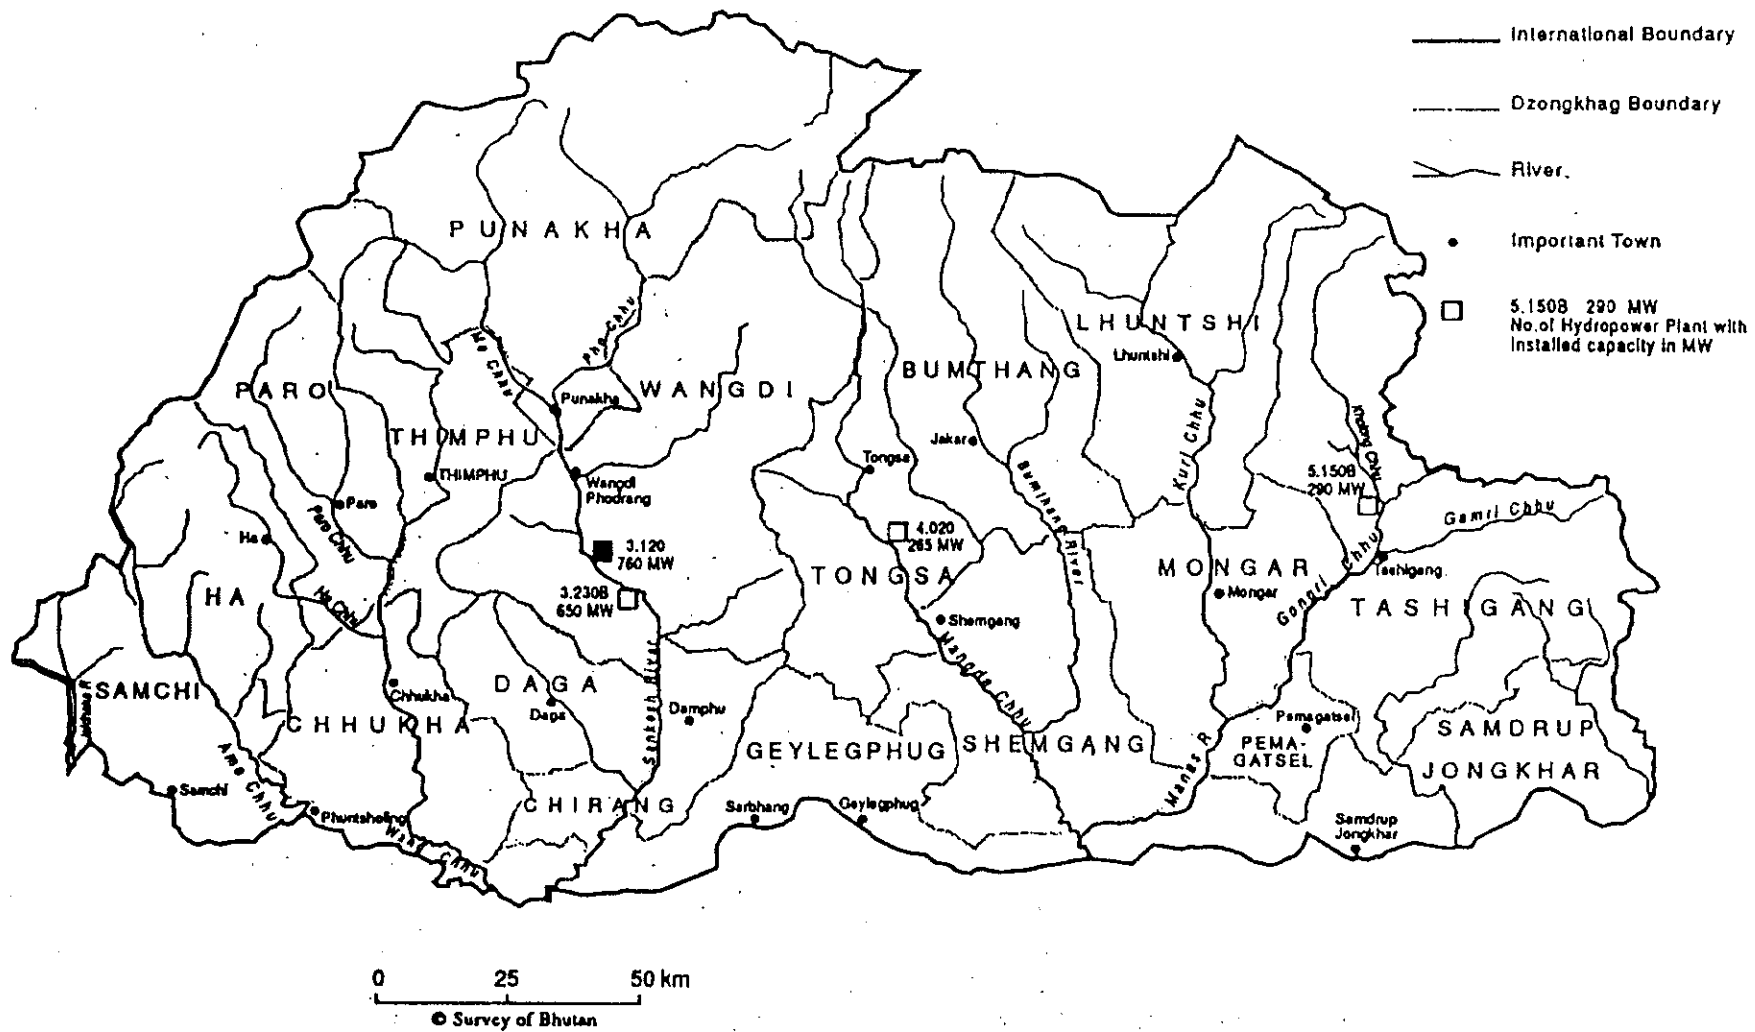 International Boundary
Dzongkhag Boundary
River.
Important Town
5.150B 290 MW
No.of Hydropower Plant with
Installed capacity in MW
PUNAKHA
Mo Chhu
Pho Chhu
PARO
THIMPHU
WANGDI
Punakha
BUMTHANG
LHUNTSHI
Lhuntshi
Kholong Chhu
Kuri Chhu
Jakar
Tongsa
THIMPHU
Wangdi
Phodrang
Paro
Paro Chhu
Ha
Bumthang River
5.150B
290 MW
Gamri Chhu
3.120
760 MW
4.020
265 MW
TONGSA
MONGAR
Gongri Chhu
Tashigang
HA
Ha Chhu
3.230B
650 MW
Shemgang
Mongar
TASHIGANG
SAMCHI
Chhukha
DAGA
Daga
Sankosh River
Damphu
Mangde Chhu
CHHUKHA
GEYLEGPHUG
SHEMGANG
Manas R
Pemagatsel
PEMA-
GATSEL
SAMDRUP
JONGKHAR
Amo Chhu
Samchi
Phuntsholing
Wang Chhu
CHIRANG
Sarbhang
Geylegphug
Samdrup
Jongkhar
0 25 50 km
© Survey of Bhutan